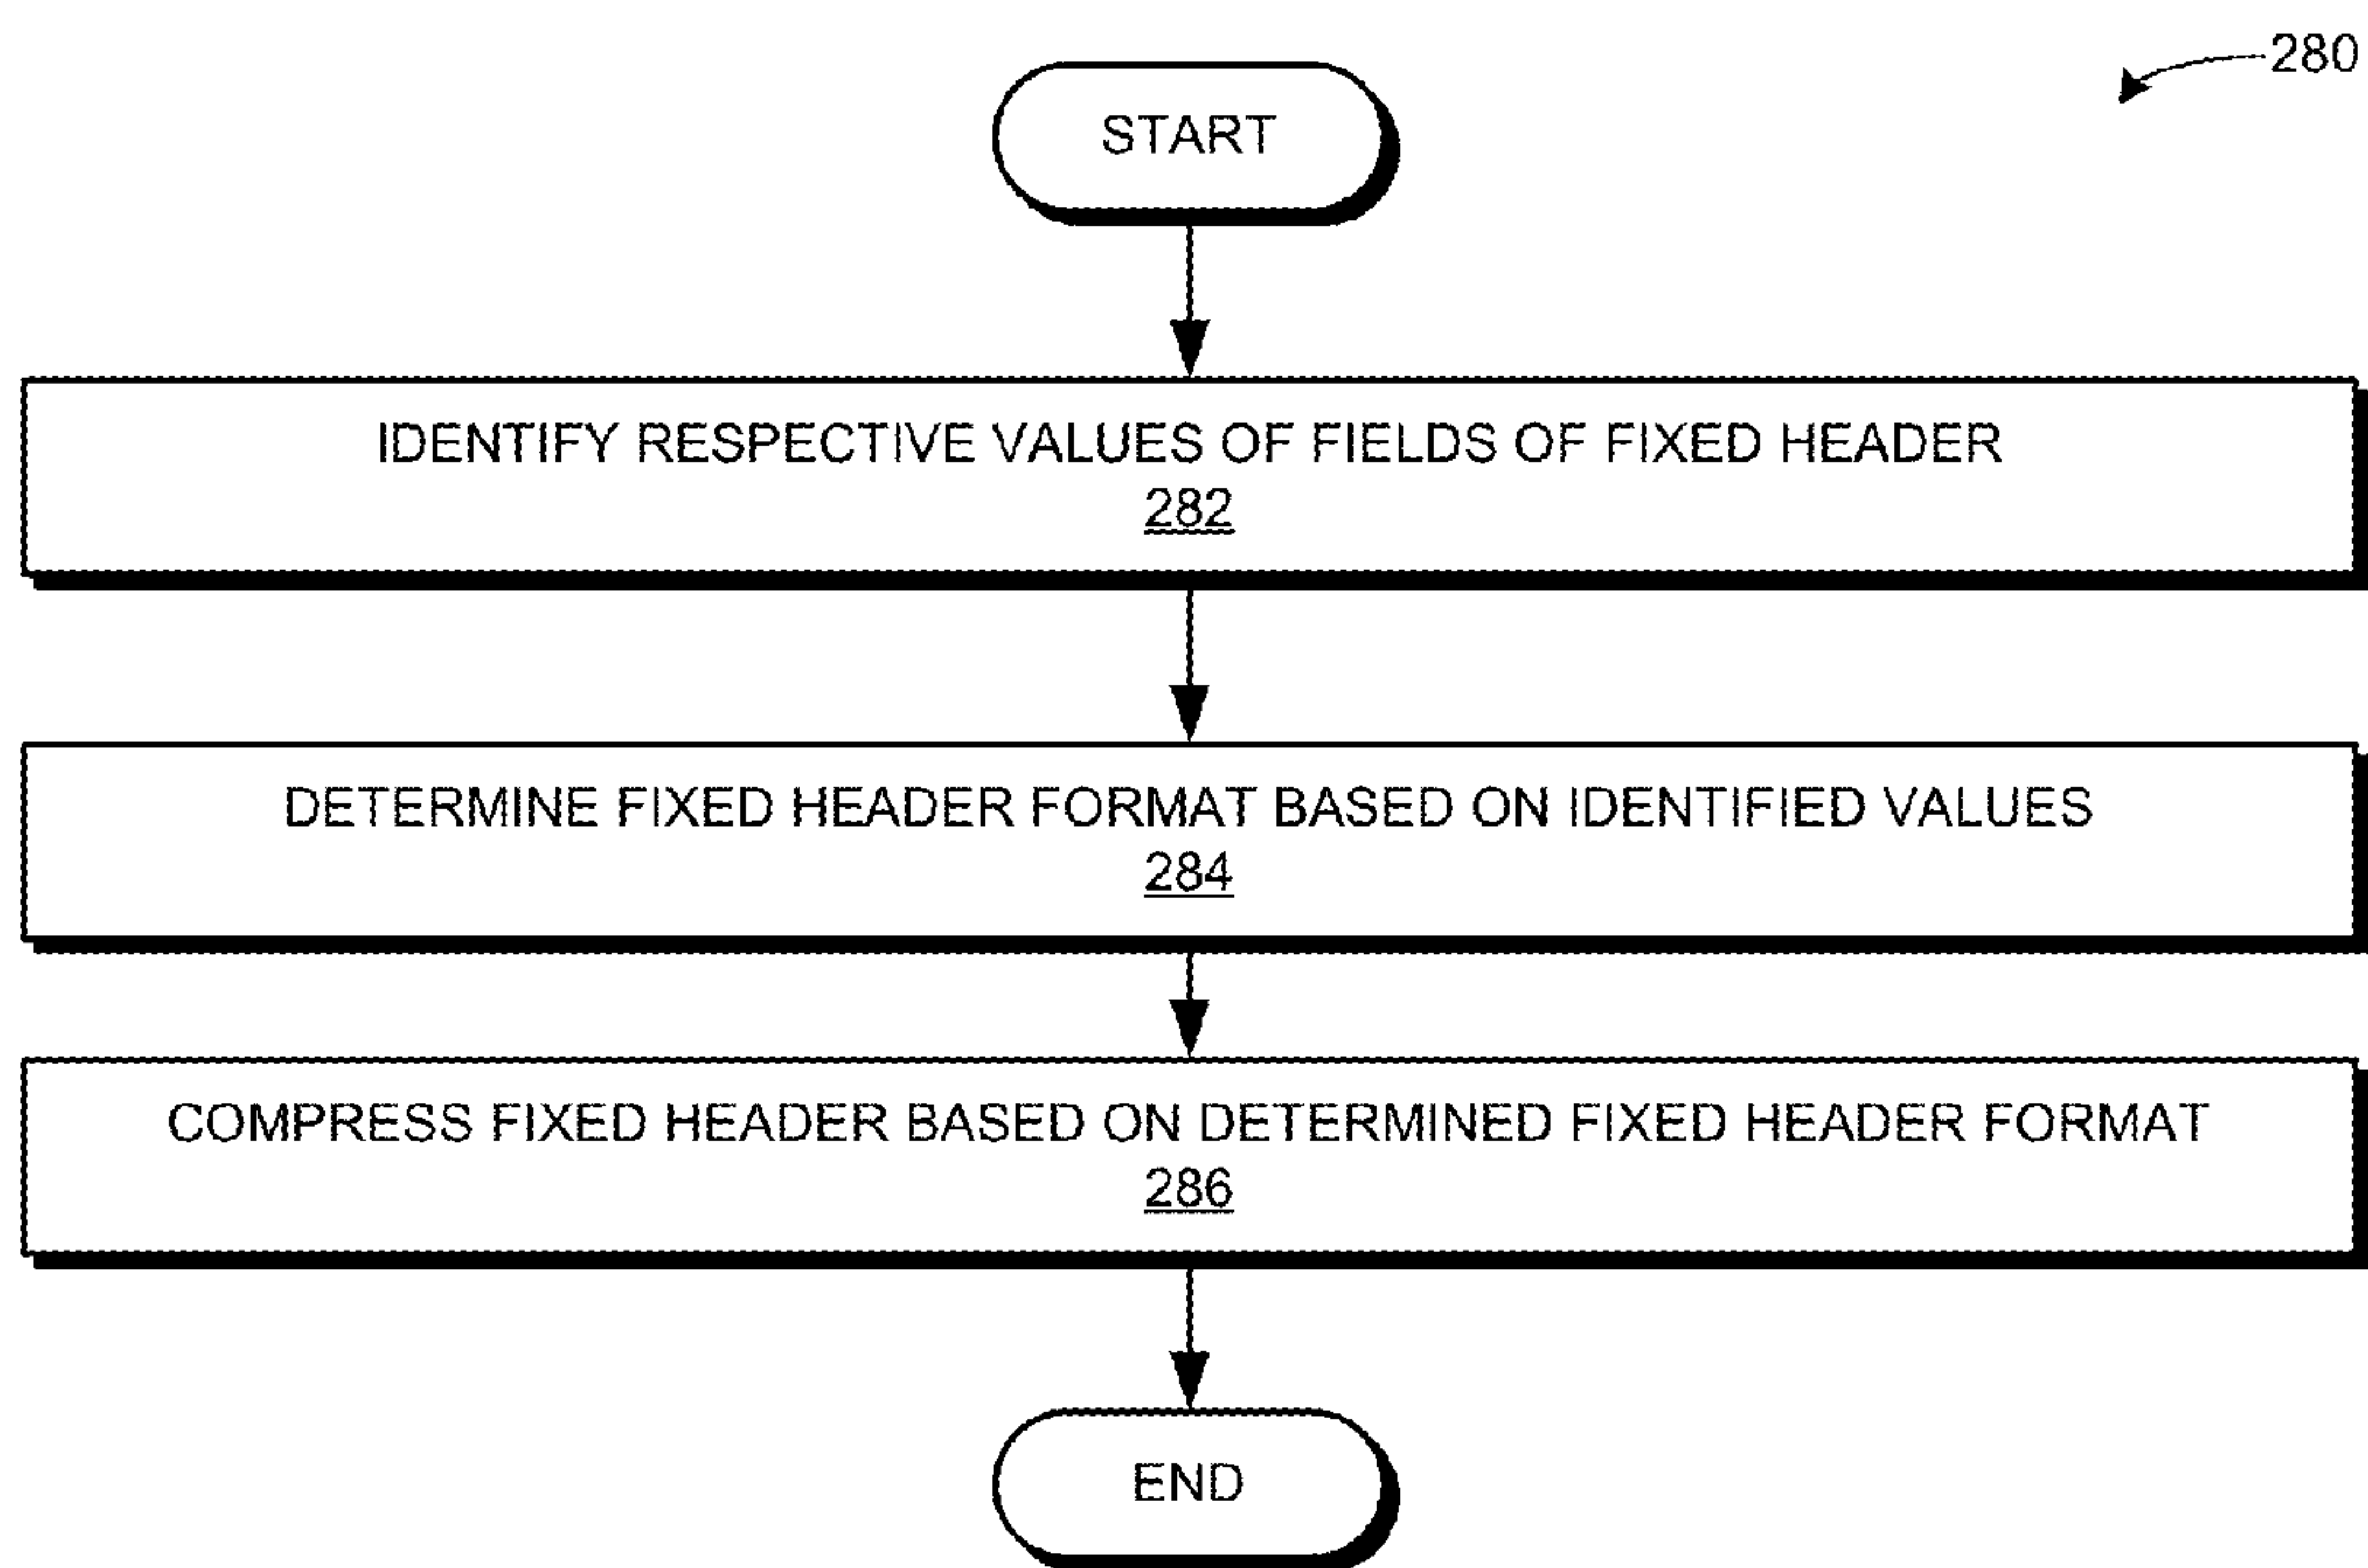 280
START
IDENTIFY RESPECTIVE VALUES OF FIELDS OF FIXED HEADER
282
DETERMINE FIXED HEADER FORMAT BASED ON IDENTIFIED VALUES
284
COMPRESS FIXED HEADER BASED ON DETERMINED FIXED HEADER FORMAT
286
END